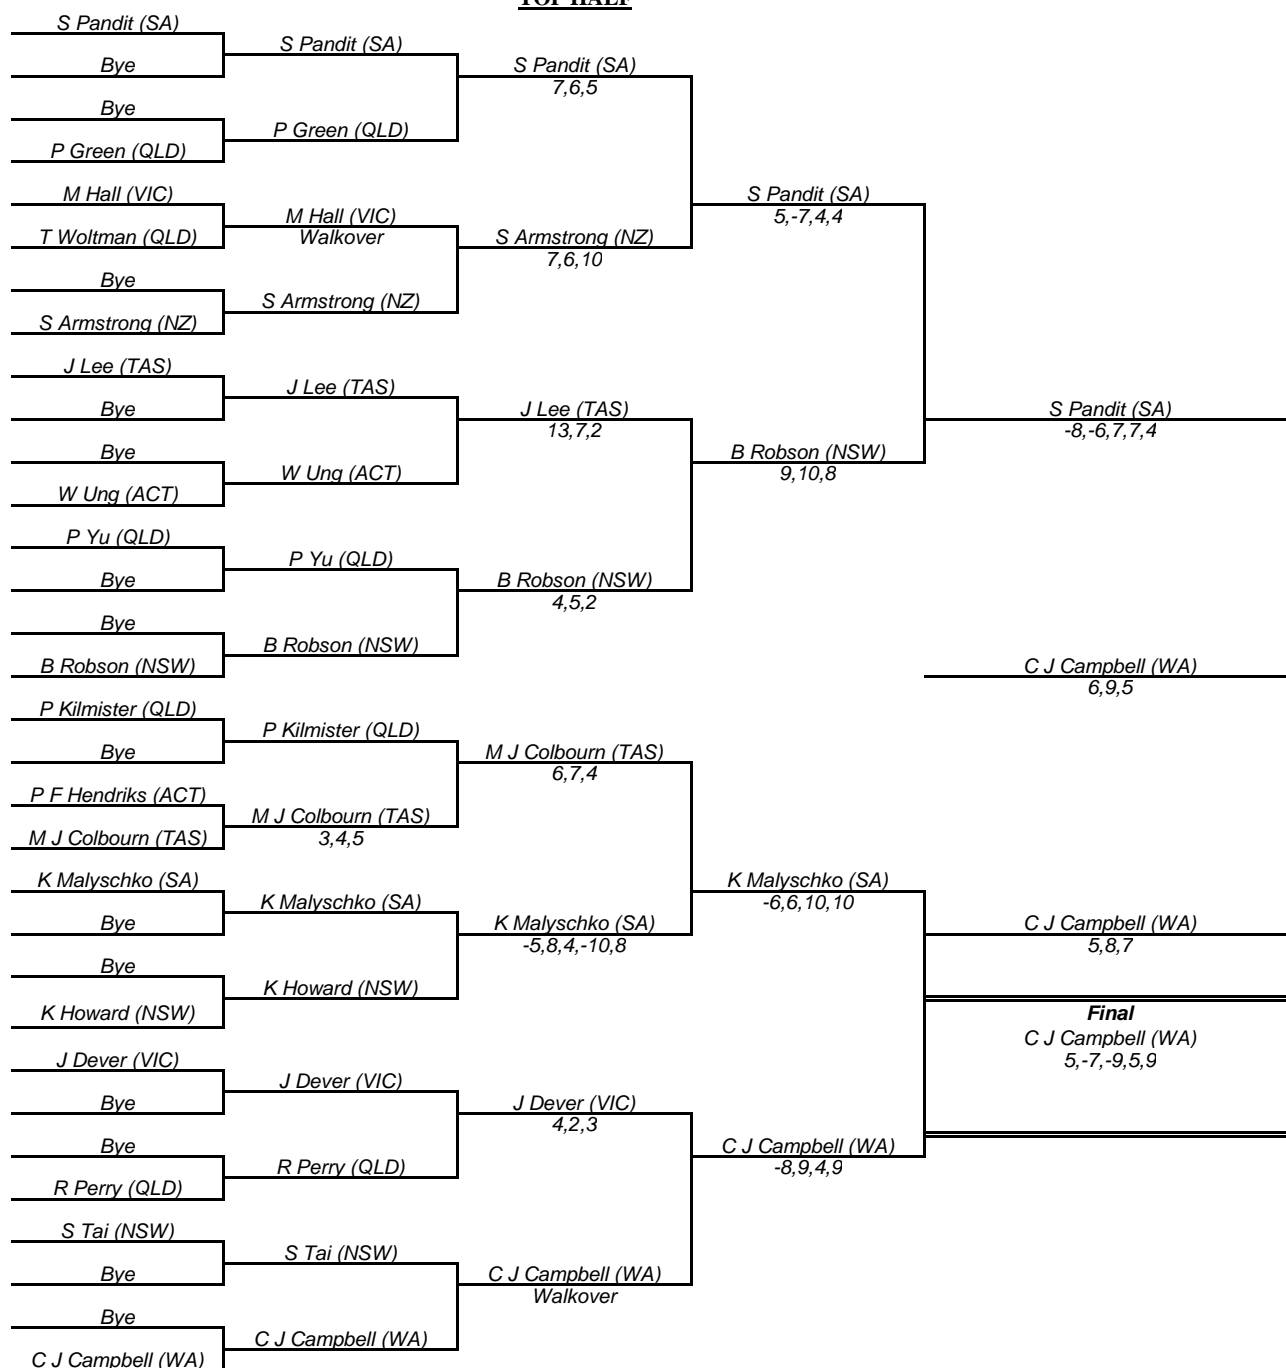 TOP HALF
S Pandit (SA)
Bye
Bye
P Green (QLD)
M Hall (VIC)
T Woltman (QLD)
Bye
S Armstrong (NZ)
J Lee (TAS)
Bye
Bye
W Ung (ACT)
P Yu (QLD)
Bye
Bye
B Robson (NSW)
P Kilmister (QLD)
Bye
P F Hendriks (ACT)
M J Colbourn (TAS)
K Malyschko (SA)
Bye
Bye
K Howard (NSW)
J Dever (VIC)
Bye
Bye
R Perry (QLD)
S Tai (NSW)
Bye
Bye
C J Campbell (WA)
S Pandit (SA)
P Green (QLD)
M Hall (VIC)
Walkover
S Armstrong (NZ)
J Lee (TAS)
W Ung (ACT)
P Yu (QLD)
B Robson (NSW)
P Kilmister (QLD)
M J Colbourn (TAS)
3,4,5
K Malyschko (SA)
K Howard (NSW)
J Dever (VIC)
R Perry (QLD)
S Tai (NSW)
C J Campbell (WA)
S Pandit (SA)
7,6,5
S Armstrong (NZ)
7,6,10
J Lee (TAS)
13,7,2
B Robson (NSW)
4,5,2
M J Colbourn (TAS)
6,7,4
K Malyschko (SA)
-5,8,4,-10,8
J Dever (VIC)
4,2,3
C J Campbell (WA)
Walkover
S Pandit (SA)
5,-7,4,4
B Robson (NSW)
9,10,8
K Malyschko (SA)
-6,6,10,10
C J Campbell (WA)
-8,9,4,9
S Pandit (SA)
-8,-6,7,7,4
C J Campbell (WA)
6,9,5
C J Campbell (WA)
5,8,7
Final
C J Campbell (WA)
5,-7,-9,5,9